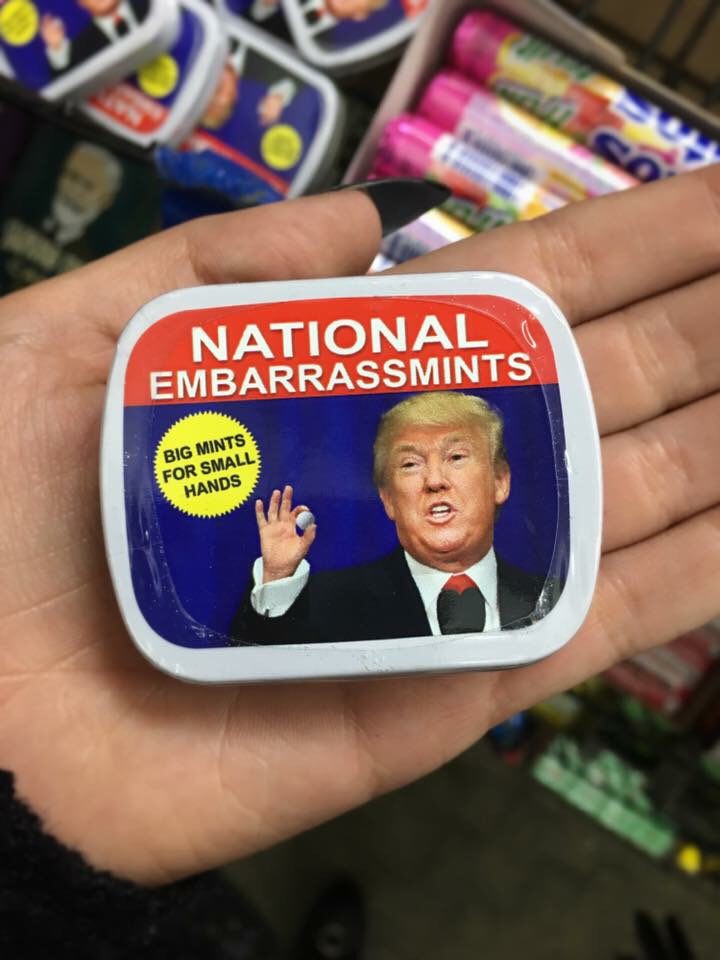 NATIONAL
EMBARRASSMINTS
BIG MINTS
FOR SMALL
HANDS